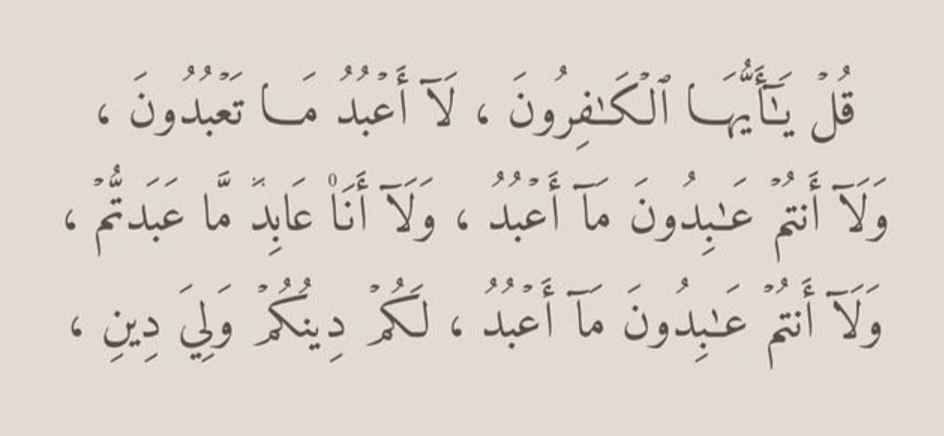 قُلۡ يَـٰٓأَيُّهَا ٱلۡكَـٰفِرُونَ ، لَآ أَعۡبُدُ مَا تَعۡبُدُونَ ،
وَلَآ أَنتُمۡ عَـٰبِدُونَ مَآ أَعۡبُدُ ، وَلَآ أَنَا۠ عَابِدٞ مَّا عَبَدتُّمۡ ،
وَلَآ أَنتُمۡ عَـٰبِدُونَ مَآ أَعۡبُدُ ، لَكُمۡ دِينُكُمۡ وَلِيَ دِينِ ،